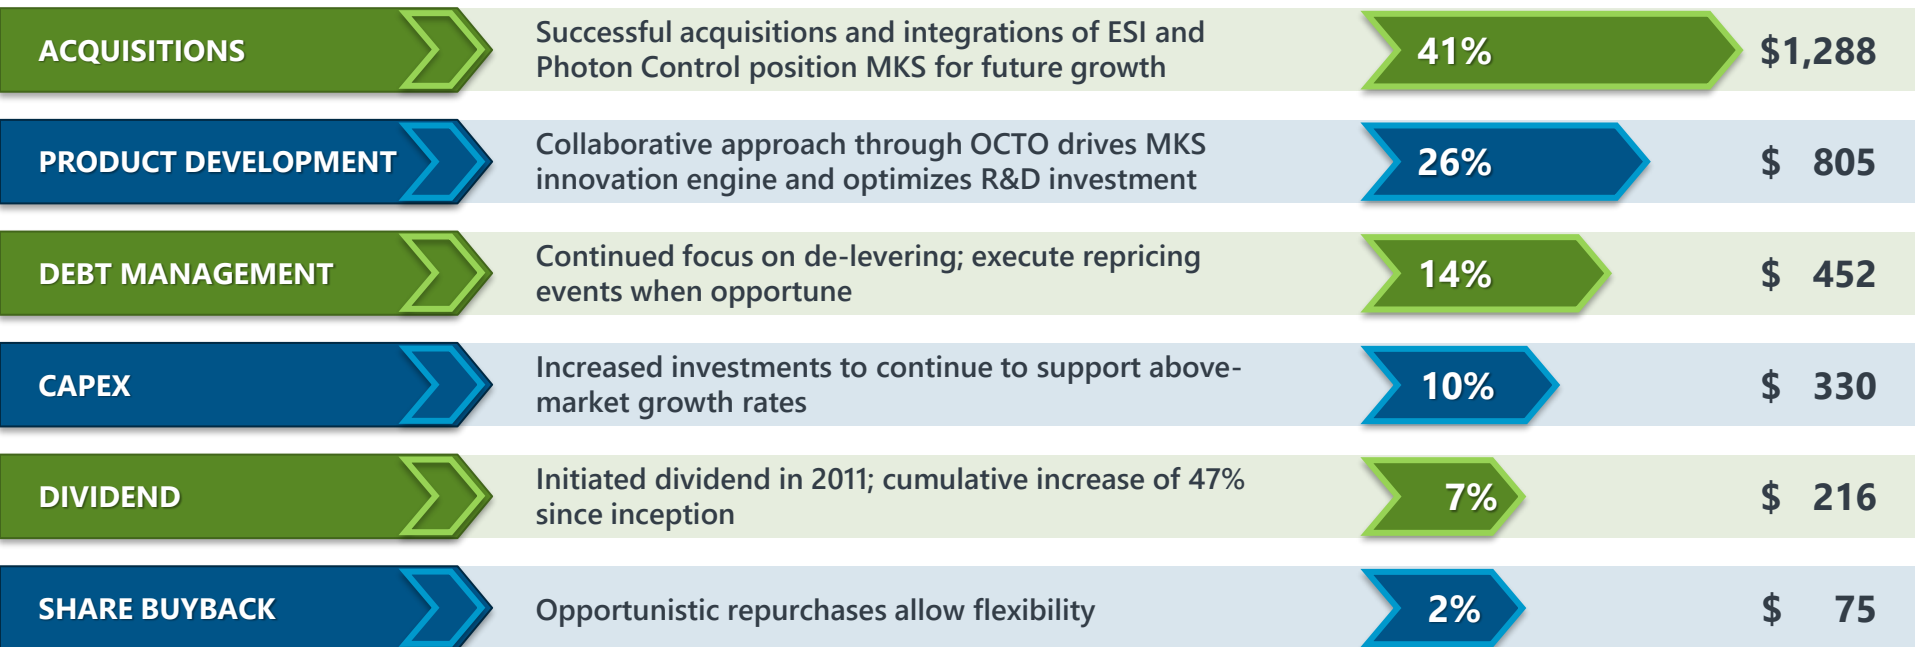 ACQUISITIONS
Successful acquisitions and integrations of ESI and
Photon Control position MKS for future growth
41%
$1,288
PRODUCT DEVELOPMENT
Collaborative approach through OCTO drives MKS
innovation engine and optimizes R&D investment
26%
$ 805
DEBT MANAGEMENT
Continued focus on de-levering; execute repricing
events when opportune
14%
$ 452
CAPEX
Increased investments to continue to support above-
market growth rates
10%
$ 330
DIVIDEND
Initiated dividend in 2011; cumulative increase of 47%
since inception
7%
$ 216
SHARE BUYBACK
Opportunistic repurchases allow flexibility
2%
$ 75